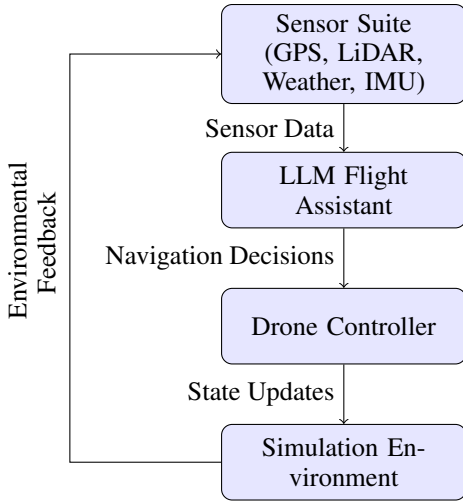 Sensor Suite
(GPS, LiDAR,
Weather, IMU)
Sensor Data
LLM Flight
Assistant
Navigation Decisions
Drone Controller
State Updates
Simulation En-
vironment
Environmental
Feedback